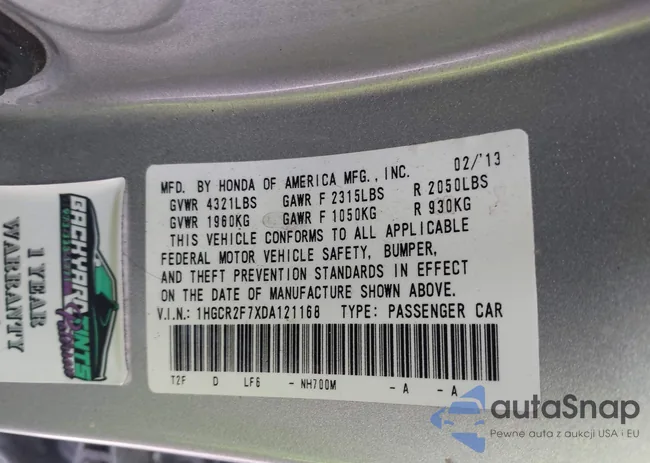 MFD. BY HONDA OF AMERICA MFG., INC. 02/'13
GVWR 4321LBS GAWR F 2315LBS R 2050LBS
GVWR 1960KG GAWR F 1050KG R 930KG
THIS VEHICLE CONFORMS TO ALL APPLICABLE
FEDERAL MOTOR VEHICLE SAFETY, BUMPER,
AND THEFT PREVENTION STANDARDS IN EFFECT
ON THE DATE OF MANUFACTURE SHOWN ABOVE.
V.I.N.: 1HGCR2F7XDA121168 TYPE: PASSENGER CAR
T2F D LF6 - NH700M - A - A
BACKYARD TINTS
1 YEAR
WARRANTY
autaSnap
Pewne auta z aukcji USA i EU